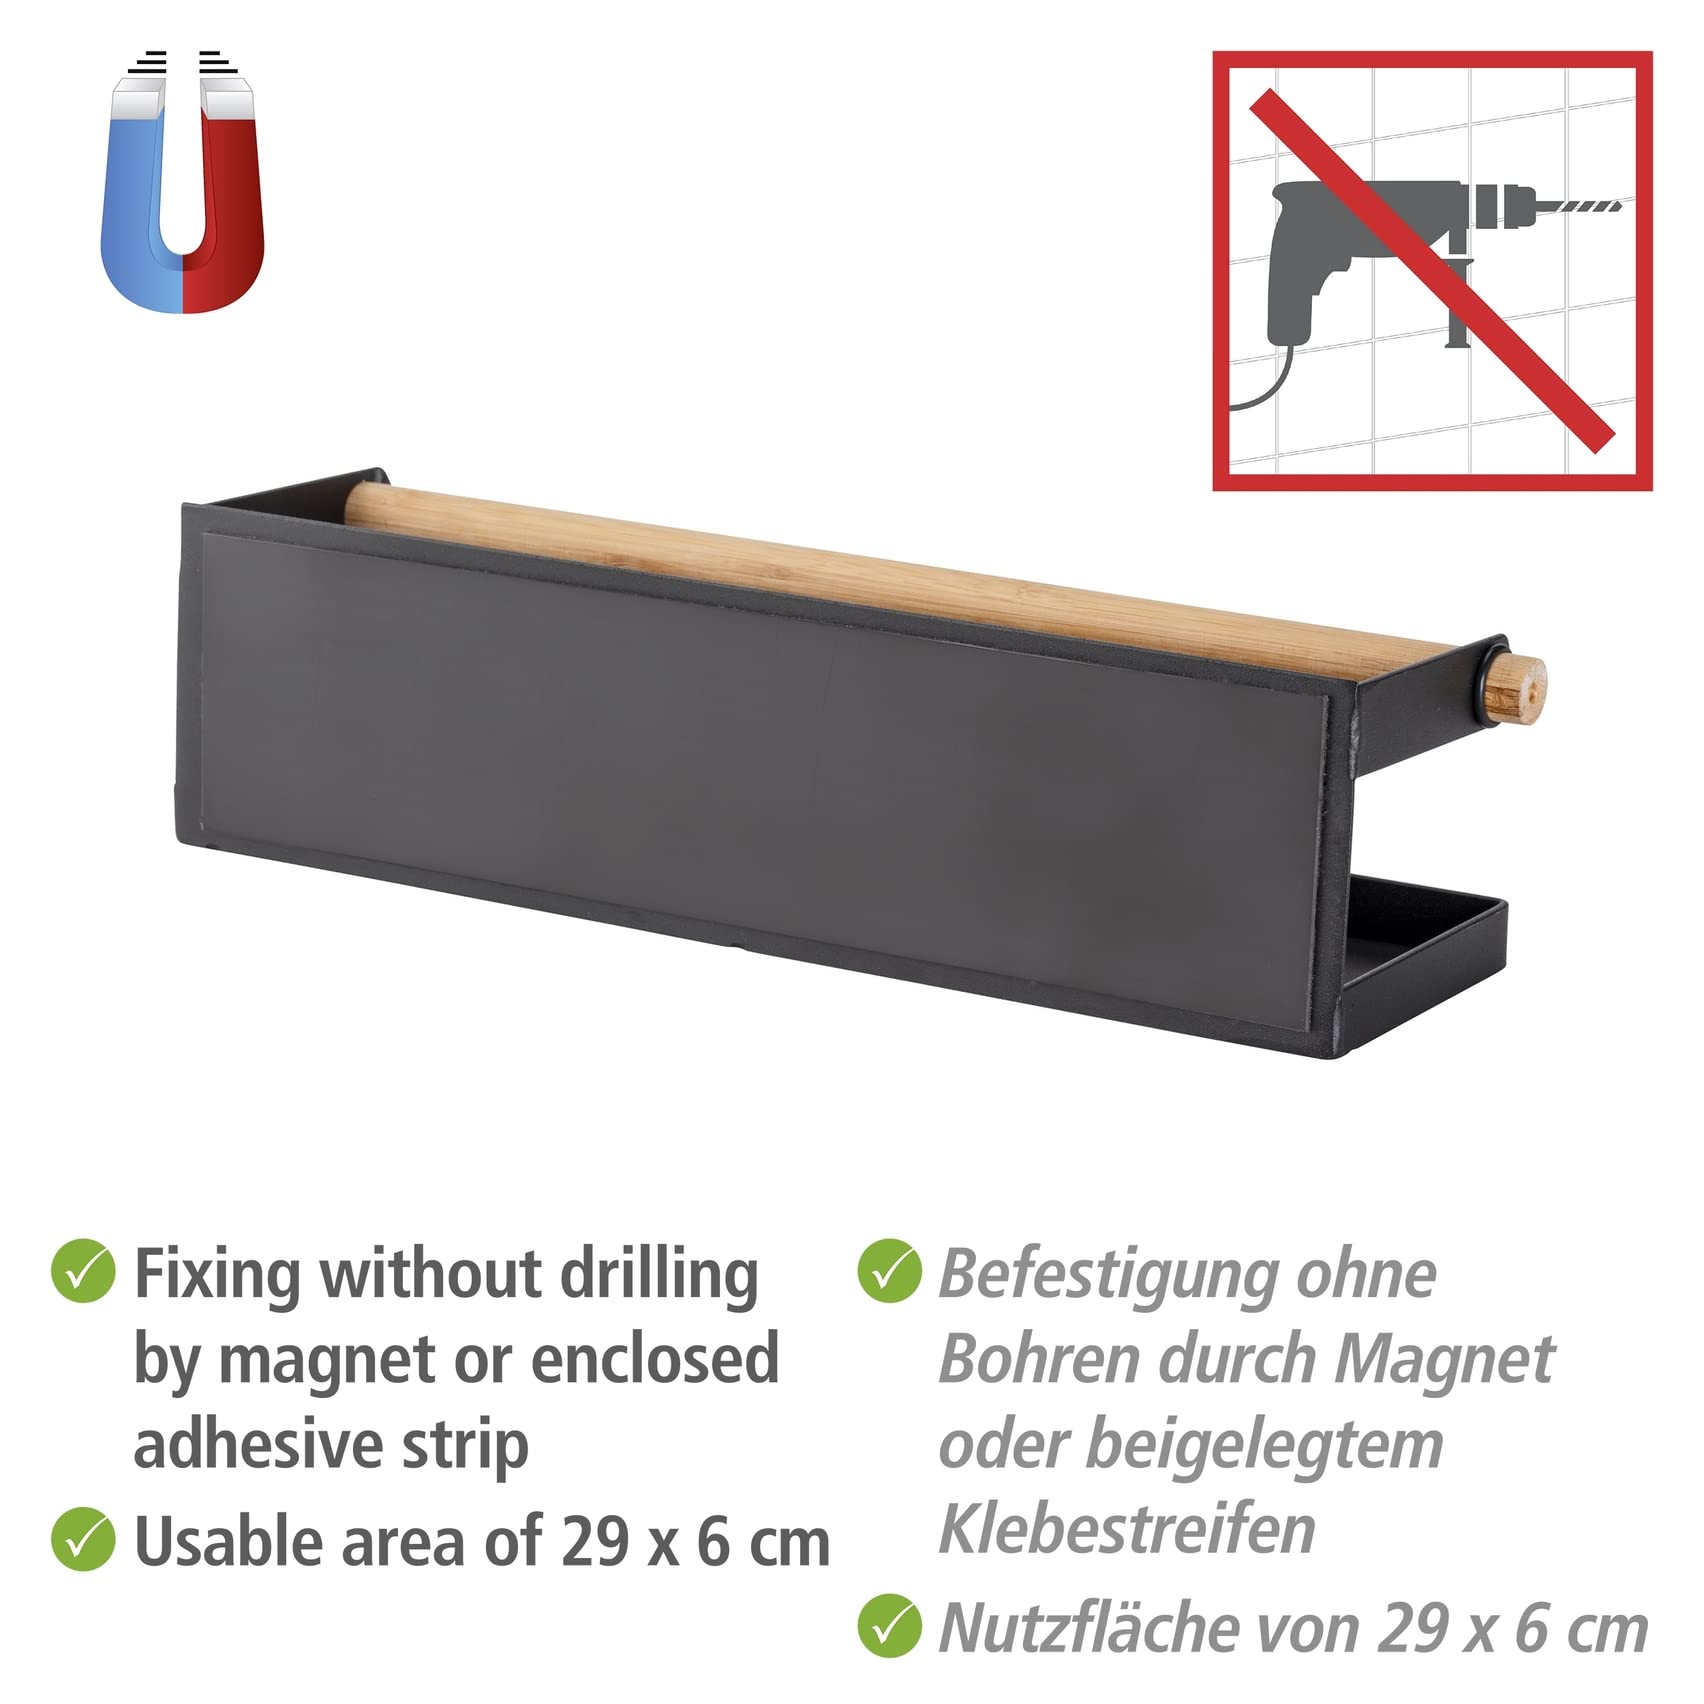 Fixing without drilling
by magnet or enclosed
adhesive strip
Usable area of 29 x 6 cm
Befestigung ohne
Bohren durch Magnet
oder beigelegtem
Klebestreifen
Nutzfläche von 29 x 6 cm